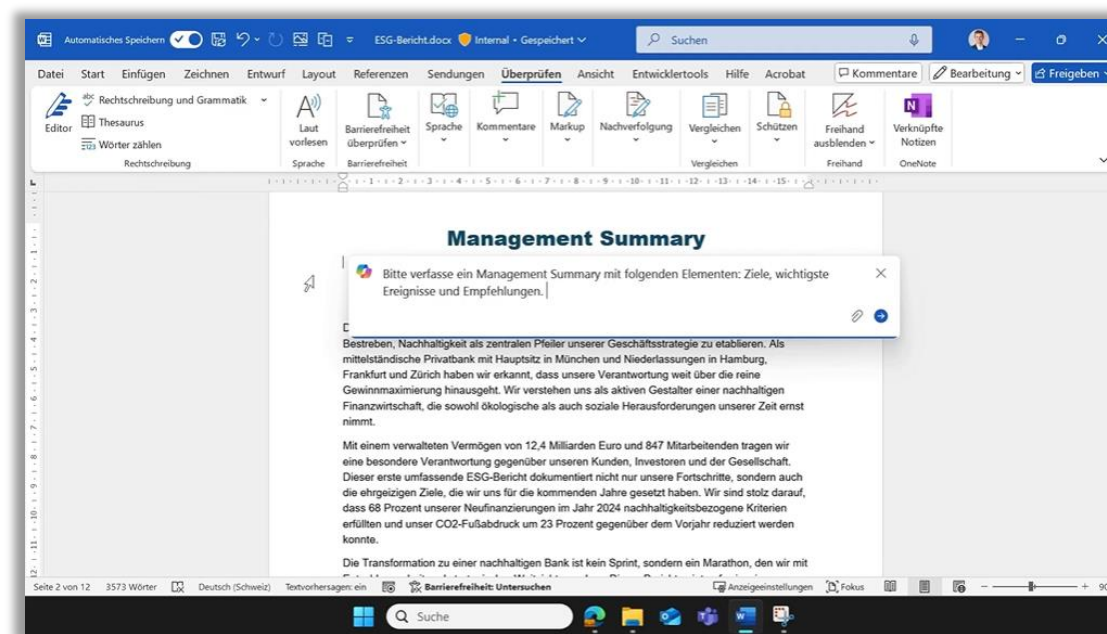 Automatisches Speichern
ESG-Bericht.docx
Internal • Gespeichert
Suchen
Datei Start Einfügen Zeichnen Entwurf Layout Referenzen Sendungen Überprüfen Ansicht Entwicklertools Hilfe Acrobat Kommentare Bearbeitung Freigeben
Editor
Rechtschreibung und Grammatik
Thesaurus
Wörter zählen
Rechtschreibung
Laut
vorlesen
Sprache
Barrierefreiheit
überprüfen
Barrierefreiheit
Sprache
Kommentare
Markup
Nachverfolgung
Vergleichen
Vergleichen
Schützen
Freihand
ausblenden
Freihand
Verknüpfte
Notizen
OneNote
Management Summary
Bitte verfasse ein Management Summary mit folgenden Elementen: Ziele, wichtigste
Ereignisse und Empfehlungen.
Bestreben, Nachhaltigkeit als zentralen Pfeiler unserer Geschäftsstrategie zu etablieren. Als
mittelständische Privatbank mit Hauptsitz in München und Niederlassungen in Hamburg,
Frankfurt und Zürich haben wir erkannt, dass unsere Verantwortung weit über die reine
Gewinnmaximierung hinausgeht. Wir verstehen uns als aktiven Gestalter einer nachhaltigen
Finanzwirtschaft, die sowohl ökologische als auch soziale Herausforderungen unserer Zeit ernst
nimmt.
Mit einem verwalteten Vermögen von 12,4 Milliarden Euro und 847 Mitarbeitenden tragen wir
eine besondere Verantwortung gegenüber unseren Kunden, Investoren und der Gesellschaft.
Dieser erste umfassende ESG-Bericht dokumentiert nicht nur unsere Fortschritte, sondern auch
die ehrgeizigen Ziele, die wir uns für die kommenden Jahre gesetzt haben. Wir sind stolz darauf,
dass 68 Prozent unserer Neufinanzierungen im Jahr 2024 nachhaltigkeitsbezogene Kriterien
erfüllten und unser CO2-Fußabdruck um 23 Prozent gegenüber dem Vorjahr reduziert werden
konnte.
Die Transformation zu einer nachhaltigen Bank ist kein Sprint, sondern ein Marathon, den wir mit
Seite 2 von 12 3573 Wörter Deutsch (Schweiz) Textvorhersagen: ein Barrierefreiheit: Untersuchen Anzeigeeinstellungen Fokus 90
Suche